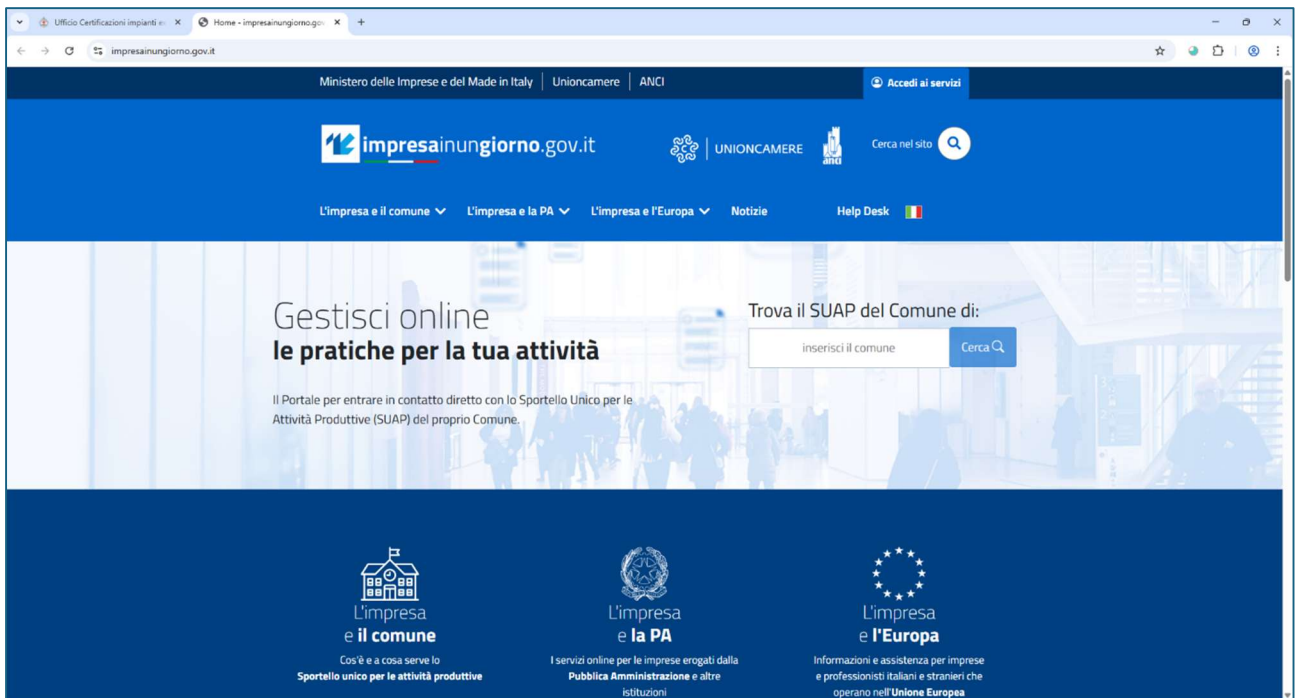 Ufficio Certificazioni impianti e
Home - impresainungiorno.go
impresainungiorno.gov.it
Ministero delle Imprese e del Made in Italy
Unioncamere
ANCI
Accedi ai servizi
impresainungiorno.gov.it
UNIONCAMERE
anci
Cerca nel sito
L'impresa e il comune
L'impresa e la PA
L'impresa e l'Europa
Notizie
Help Desk
Gestisci online
le pratiche per la tua attività
Il Portale per entrare in contatto diretto con lo Sportello Unico per le
Attività Produttive (SUAP) del proprio Comune.
Trova il SUAP del Comune di:
inserisci il comune
Cerca
L'impresa
e il comune
Cos'è e a cosa serve lo
Sportello unico per le attività produttive
L'impresa
e la PA
I servizi online per le imprese erogati dalla
Pubblica Amministrazione e altre
istituzioni
L'impresa
e l'Europa
Informazioni e assistenza per imprese
e professionisti italiani e stranieri che
operano nell'Unione Europea